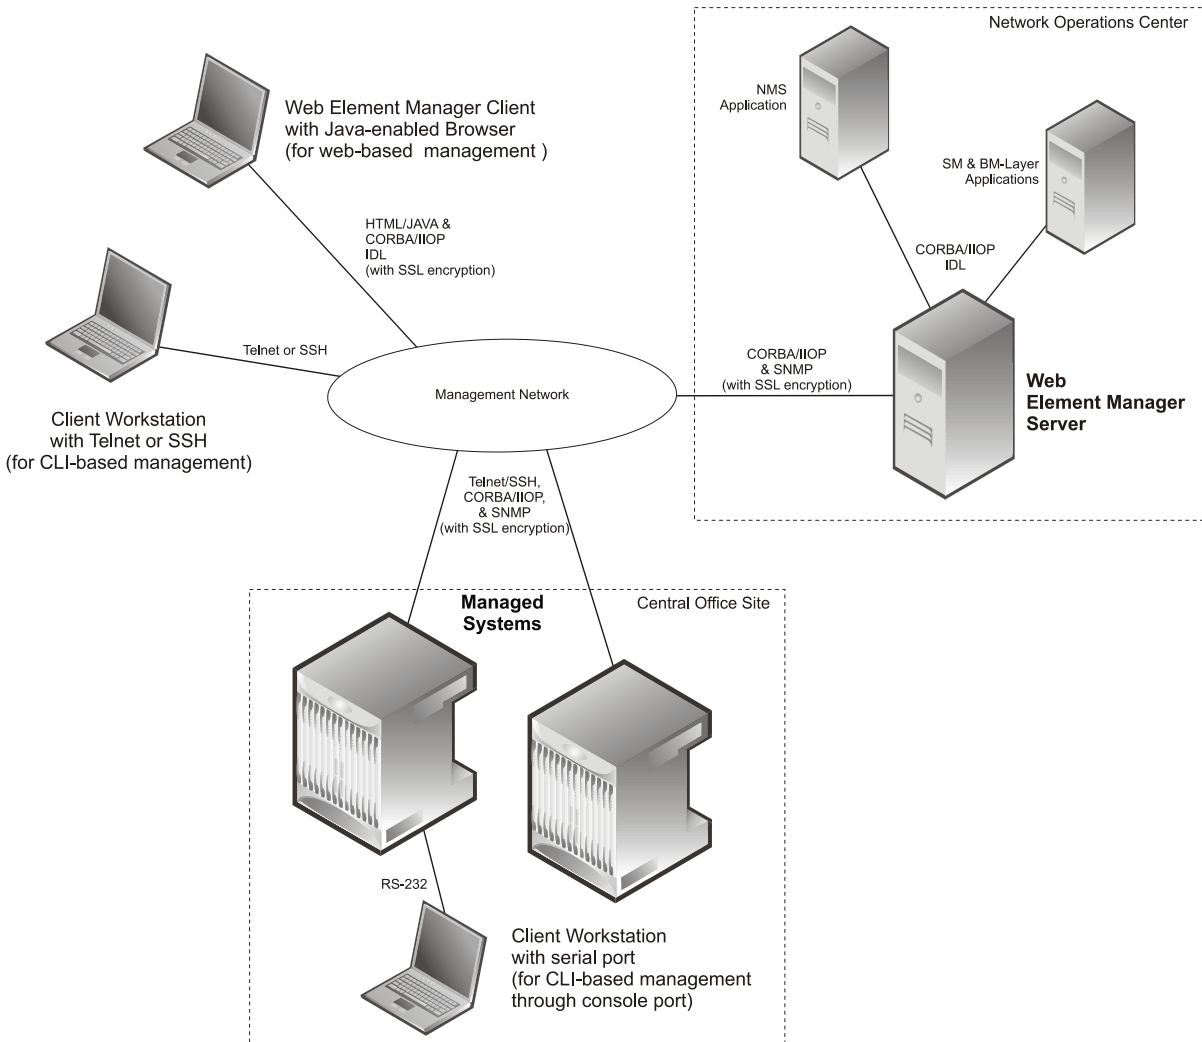 Network Operations Center
NMS
Application
SM & BM-Layer
Applications
CORBA/IIOP
IDL
Web Element Manager Client
with Java-enabled Browser
(for web-based management )
HTML/JAVA &
CORBA/IIOP
IDL
(with SSL encryption)
Telnet or SSH
Client Workstation
with Telnet or SSH
(for CLI-based management)
Management Network
CORBA/IIOP
& SNMP
(with SSL encryption)
Web
Element Manager
Server
Telnet/SSH,
CORBA/IIOP,
& SNMP
(with SSL encryption)
Managed
Systems
Central Office Site
RS-232
Client Workstation
with serial port
(for CLI-based management
through console port)